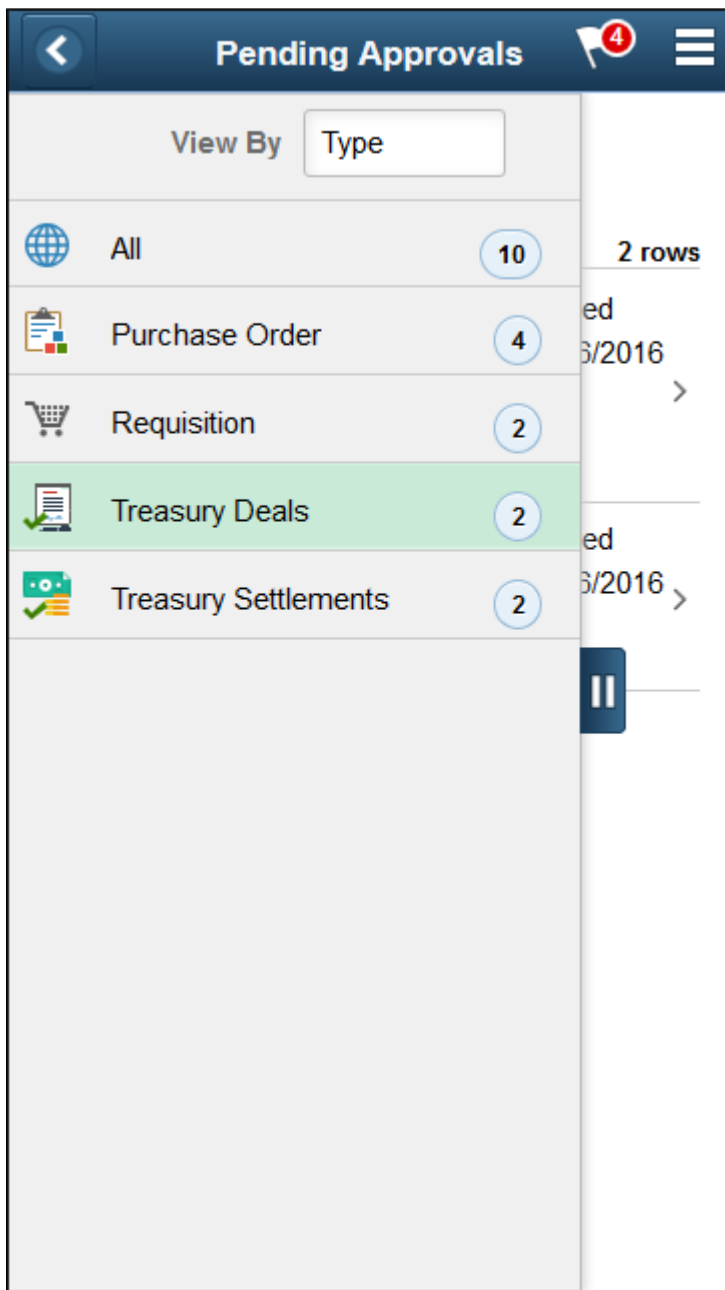 Pending Approvals 4
View By Type
All 10
2 rows
Purchase Order 4
Requisition 2
Treasury Deals 2
Treasury Settlements 2